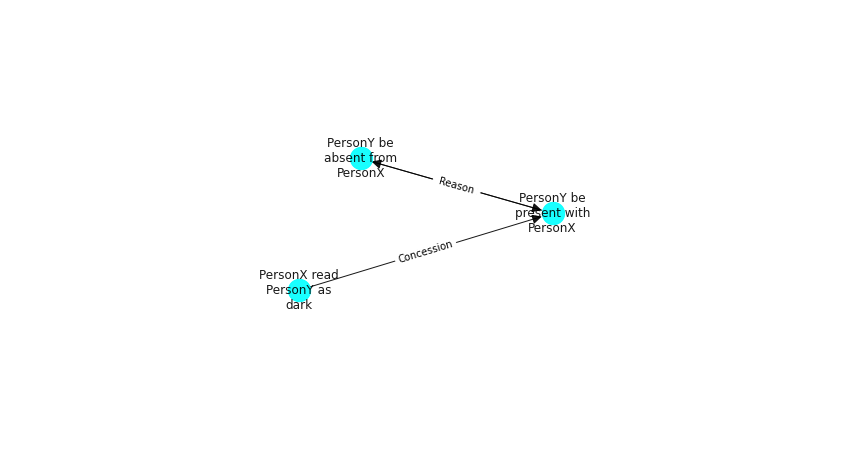 PersonY be
absent from
PersonX
Reason
PersonY be
present with
PersonX
Concession
PersonX read
PersonY as
dark